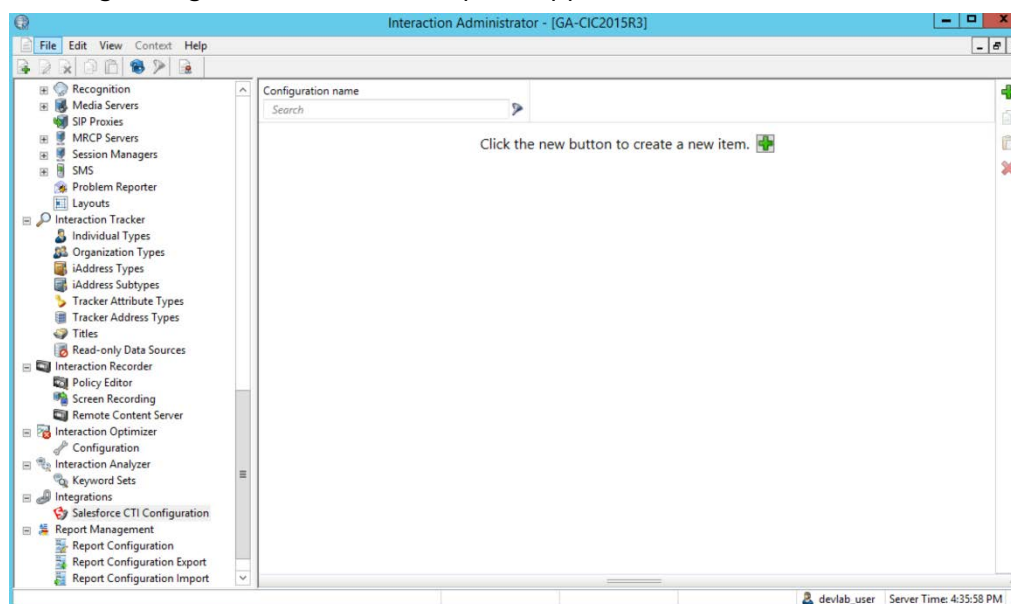 Interaction Administrator - [GA-CIC2015R3]
File Edit View Context Help
Recognition
Media Servers
SIP Proxies
MRCP Servers
Session Managers
SMS
Problem Reporter
Layouts
Interaction Tracker
Individual Types
Organization Types
iAddress Types
iAddress Subtypes
Tracker Attribute Types
Tracker Address Types
Titles
Read-only Data Sources
Interaction Recorder
Policy Editor
Screen Recording
Remote Content Server
Interaction Optimizer
Configuration
Interaction Analyzer
Keyword Sets
Integrations
Salesforce CTI Configuration
Report Management
Report Configuration
Report Configuration Export
Report Configuration Import
Configuration name
Search
Click the new button to create a new item.
devlab_user Server Time: 4:35:58 PM